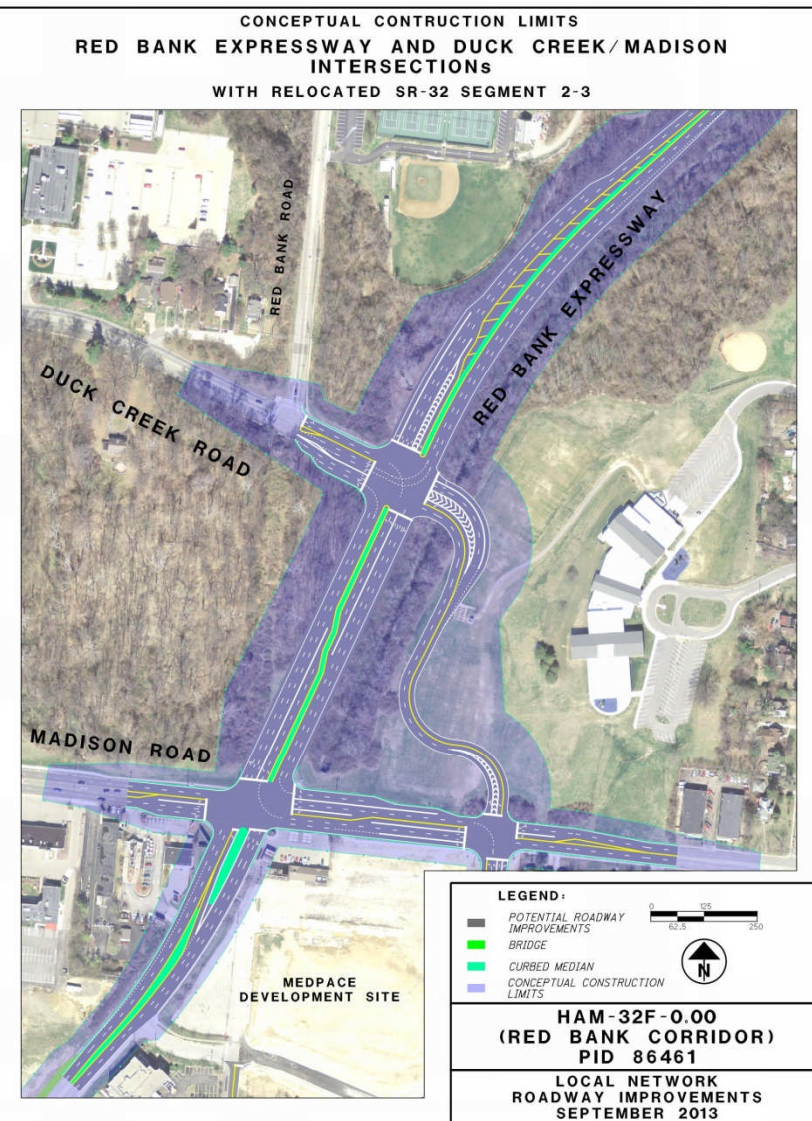 CONCEPTUAL CONTRUCTION LIMITS
RED BANK EXPRESSWAY AND DUCK CREEK/MADISON
INTERSECTIONs
WITH RELOCATED SR-32 SEGMENT 2-3
RED BANK ROAD
RED BANK EXPRESSWAY
DUCK CREEK ROAD
MADISON ROAD
MEDPACE
DEVELOPMENT SITE
LEGEND:
POTENTIAL ROADWAY
IMPROVEMENTS
BRIDGE
CURBED MEDIAN
CONCEPTUAL CONSTRUCTION
LIMITS
0 125
62.5 250
N
HAM-32F-0.00
(RED BANK CORRIDOR)
PID 86461
LOCAL NETWORK
ROADWAY IMPROVEMENTS
SEPTEMBER 2013